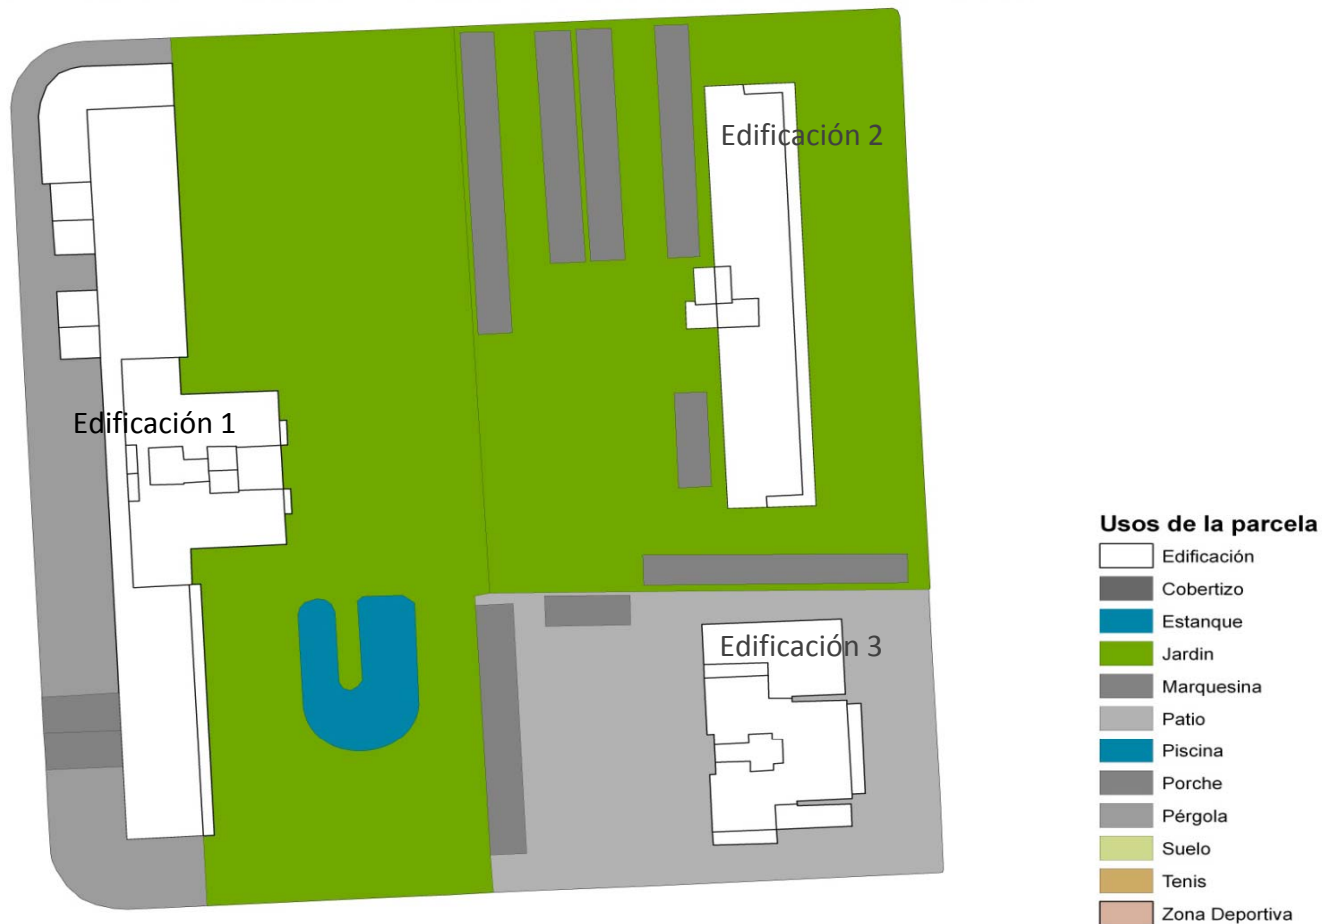 Edificación 2
Edificación 1
Edificación 3
Usos de la parcela
Edificación
Cobertizo
Estanque
Jardin
Marquesina
Patio
Piscina
Porche
Pérgola
Suelo
Tenis
Zona Deportiva